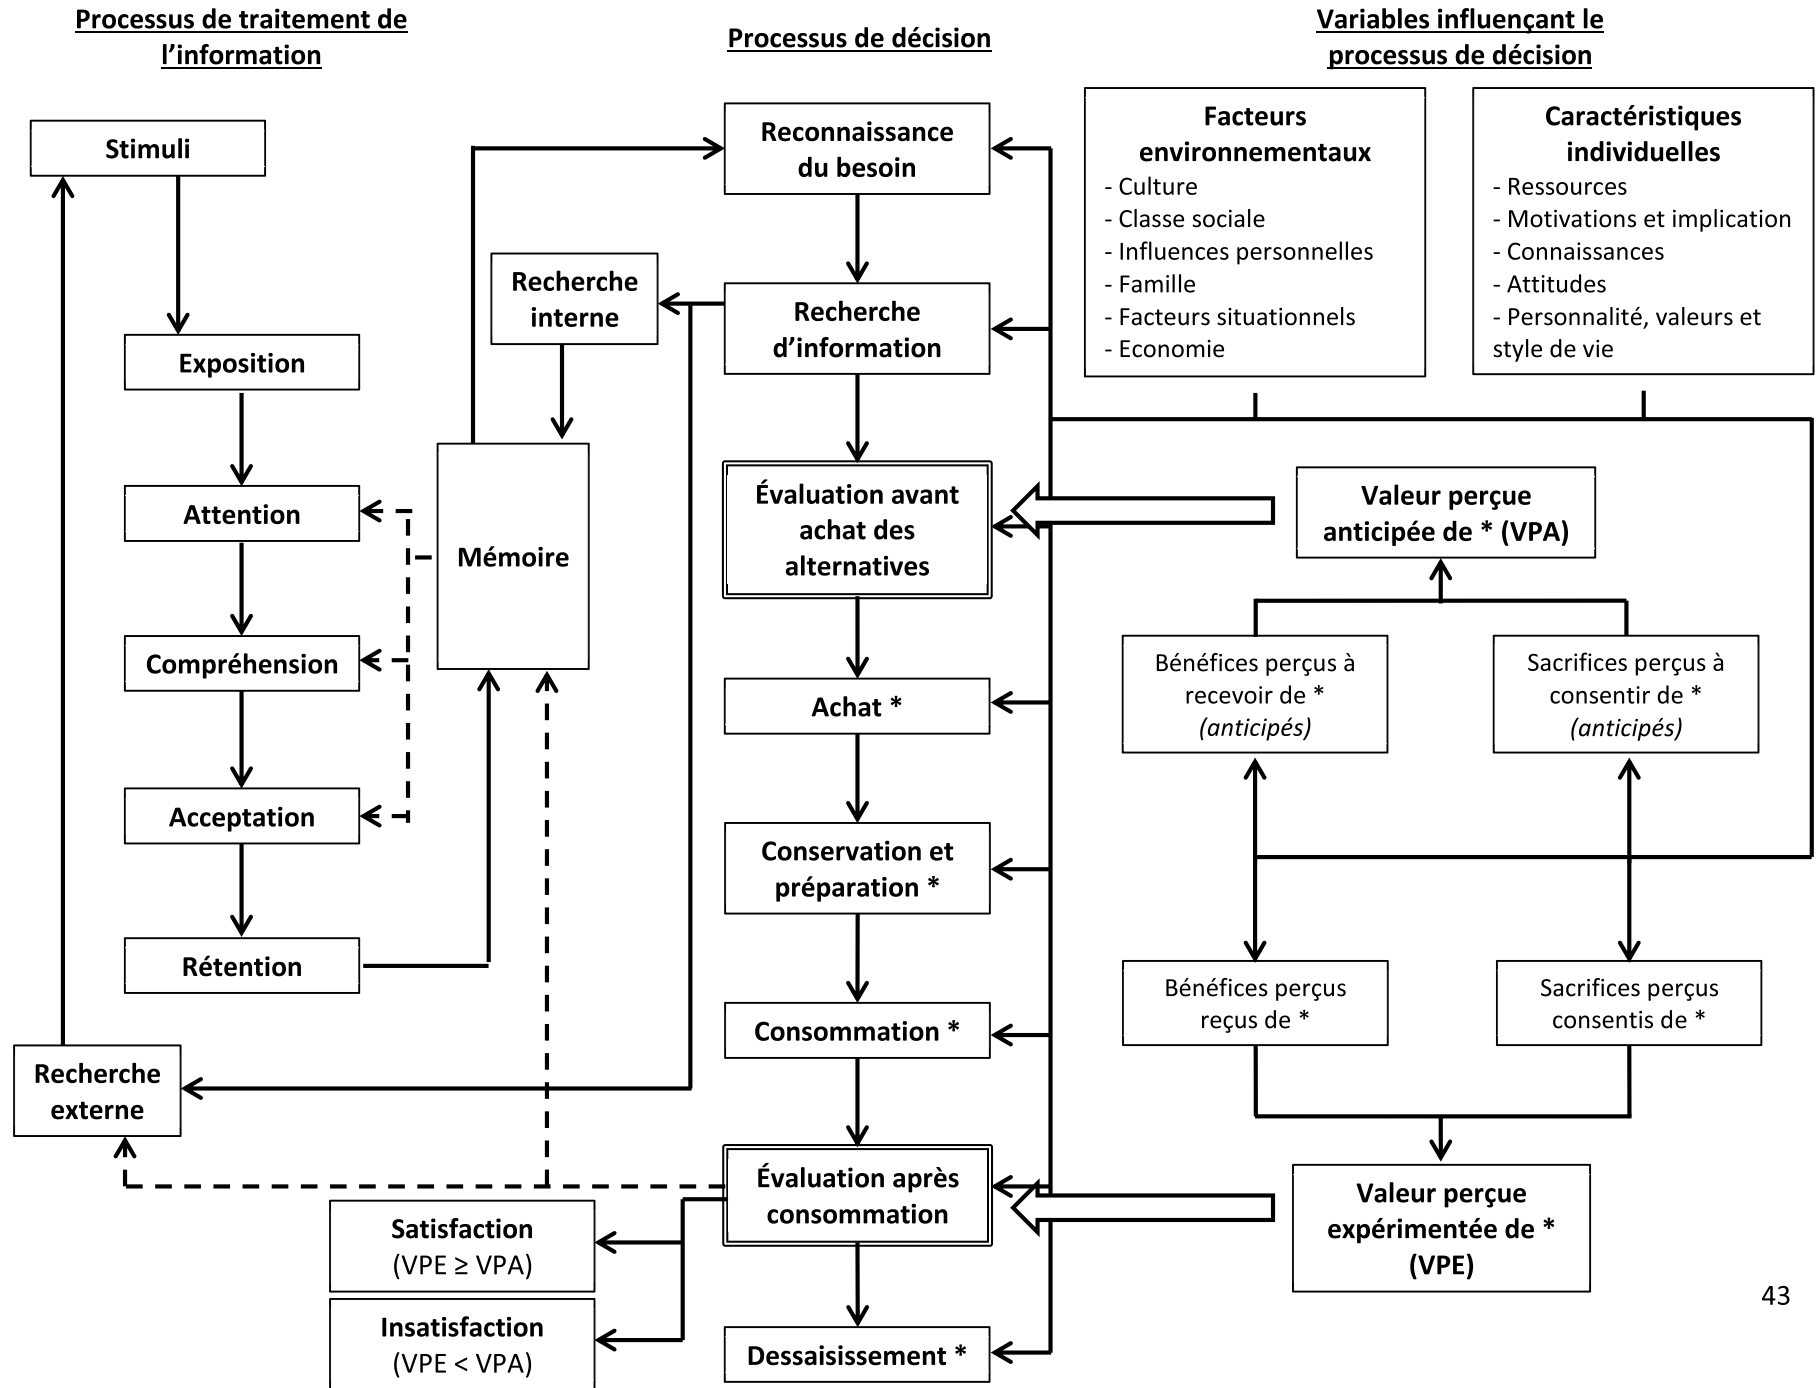 Processus de traitement de
l’information
Stimuli
Exposition
Attention
Compréhension
Acceptation
Rétention
Recherche
externe
Recherche
interne
Mémoire
Processus de décision
Reconnaissance
du besoin
Recherche
d’information
Évaluation avant
achat des
alternatives
Achat *
Conservation et
préparation *
Consommation *
Évaluation après
consommation
Dessaisissement *
Satisfaction
(VPE ≥ VPA)
Insatisfaction
(VPE < VPA)
Variables influençant le
processus de décision
Facteurs
environnementaux
- Culture
- Classe sociale
- Influences personnelles
- Famille
- Facteurs situationnels
- Economie
Caractéristiques
individuelles
- Ressources
- Motivations et implication
- Connaissances
- Attitudes
- Personnalité, valeurs et
style de vie
Valeur perçue
anticipée de * (VPA)
Bénéfices perçus à
recevoir de *
(anticipés)
Sacrifices perçus à
consentir de *
(anticipés)
Bénéfices perçus
reçus de *
Sacrifices perçus
consentis de *
Valeur perçue
expérimentée de *
(VPE)
43